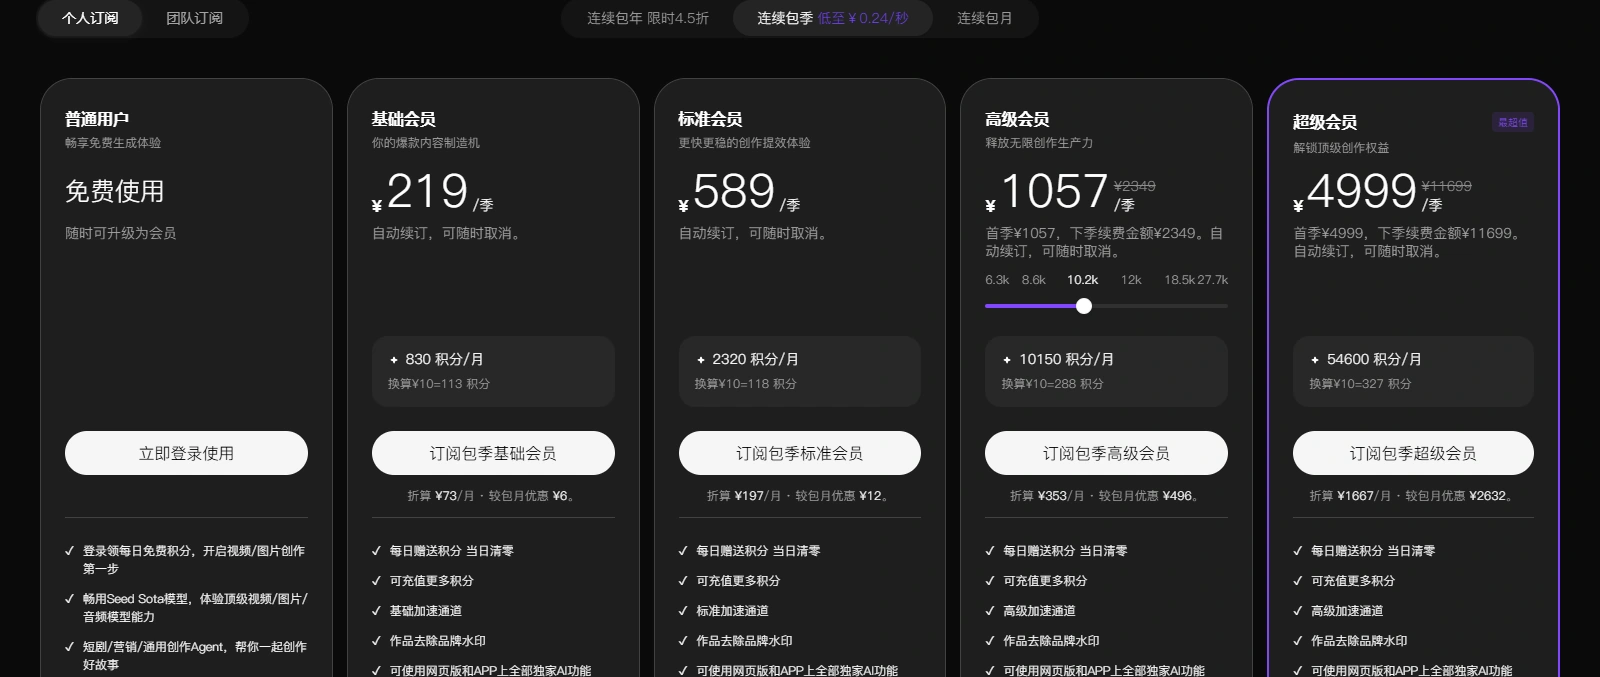 个人订阅 团队订阅 连续包年 限时4.5折 连续包季 低至￥0.24/秒 连续包月
普通用户
畅享免费生成体验
免费使用
随时可升级为会员
立即登录使用
✓ 登录领每日免费积分，开启视频/图片创作
第一步
✓ 畅用Seed Sota模型，体验顶级视频/图片/
音频模型能力
✓ 短剧/营销/通用创作Agent，帮你一起创作
好故事
基础会员
你的爆款内容制造机
¥219/季
自动续订，可随时取消。
830 积分/月
换算¥10=113 积分
订阅包季基础会员
折算 ¥73/月 · 较包月优惠 ¥6。
✓ 每日赠送积分 当日清零
✓ 可充值更多积分
✓ 基础加速通道
✓ 作品去除品牌水印
✓ 可使用网页版和APP上全部独家AI功能
标准会员
更快更稳的创作提效体验
¥589/季
自动续订，可随时取消。
2320 积分/月
换算¥10=118 积分
订阅包季标准会员
折算 ¥197/月 · 较包月优惠 ¥12。
✓ 每日赠送积分 当日清零
✓ 可充值更多积分
✓ 标准加速通道
✓ 作品去除品牌水印
✓ 可使用网页版和APP上全部独家AI功能
高级会员
释放无限创作生产力
¥1057/季 ¥2349
首季¥1057，下季续费金额¥2349。自
动续订，可随时取消。
6.3k 8.6k 10.2k 12k 18.5k 27.7k
10150 积分/月
换算¥10=288 积分
订阅包季高级会员
折算 ¥353/月 · 较包月优惠 ¥496。
✓ 每日赠送积分 当日清零
✓ 可充值更多积分
✓ 高级加速通道
✓ 作品去除品牌水印
✓ 可使用网页版和APP上全部独家AI功能
超级会员 最超值
解锁顶级创作权益
¥4999/季 ¥11699
首季¥4999，下季续费金额¥11699。
自动续订，可随时取消。
54600 积分/月
换算¥10=327 积分
订阅包季超级会员
折算 ¥1667/月 · 较包月优惠 ¥2632。
✓ 每日赠送积分 当日清零
✓ 可充值更多积分
✓ 高级加速通道
✓ 作品去除品牌水印
✓ 可使用网页版和APP上全部独家AI功能